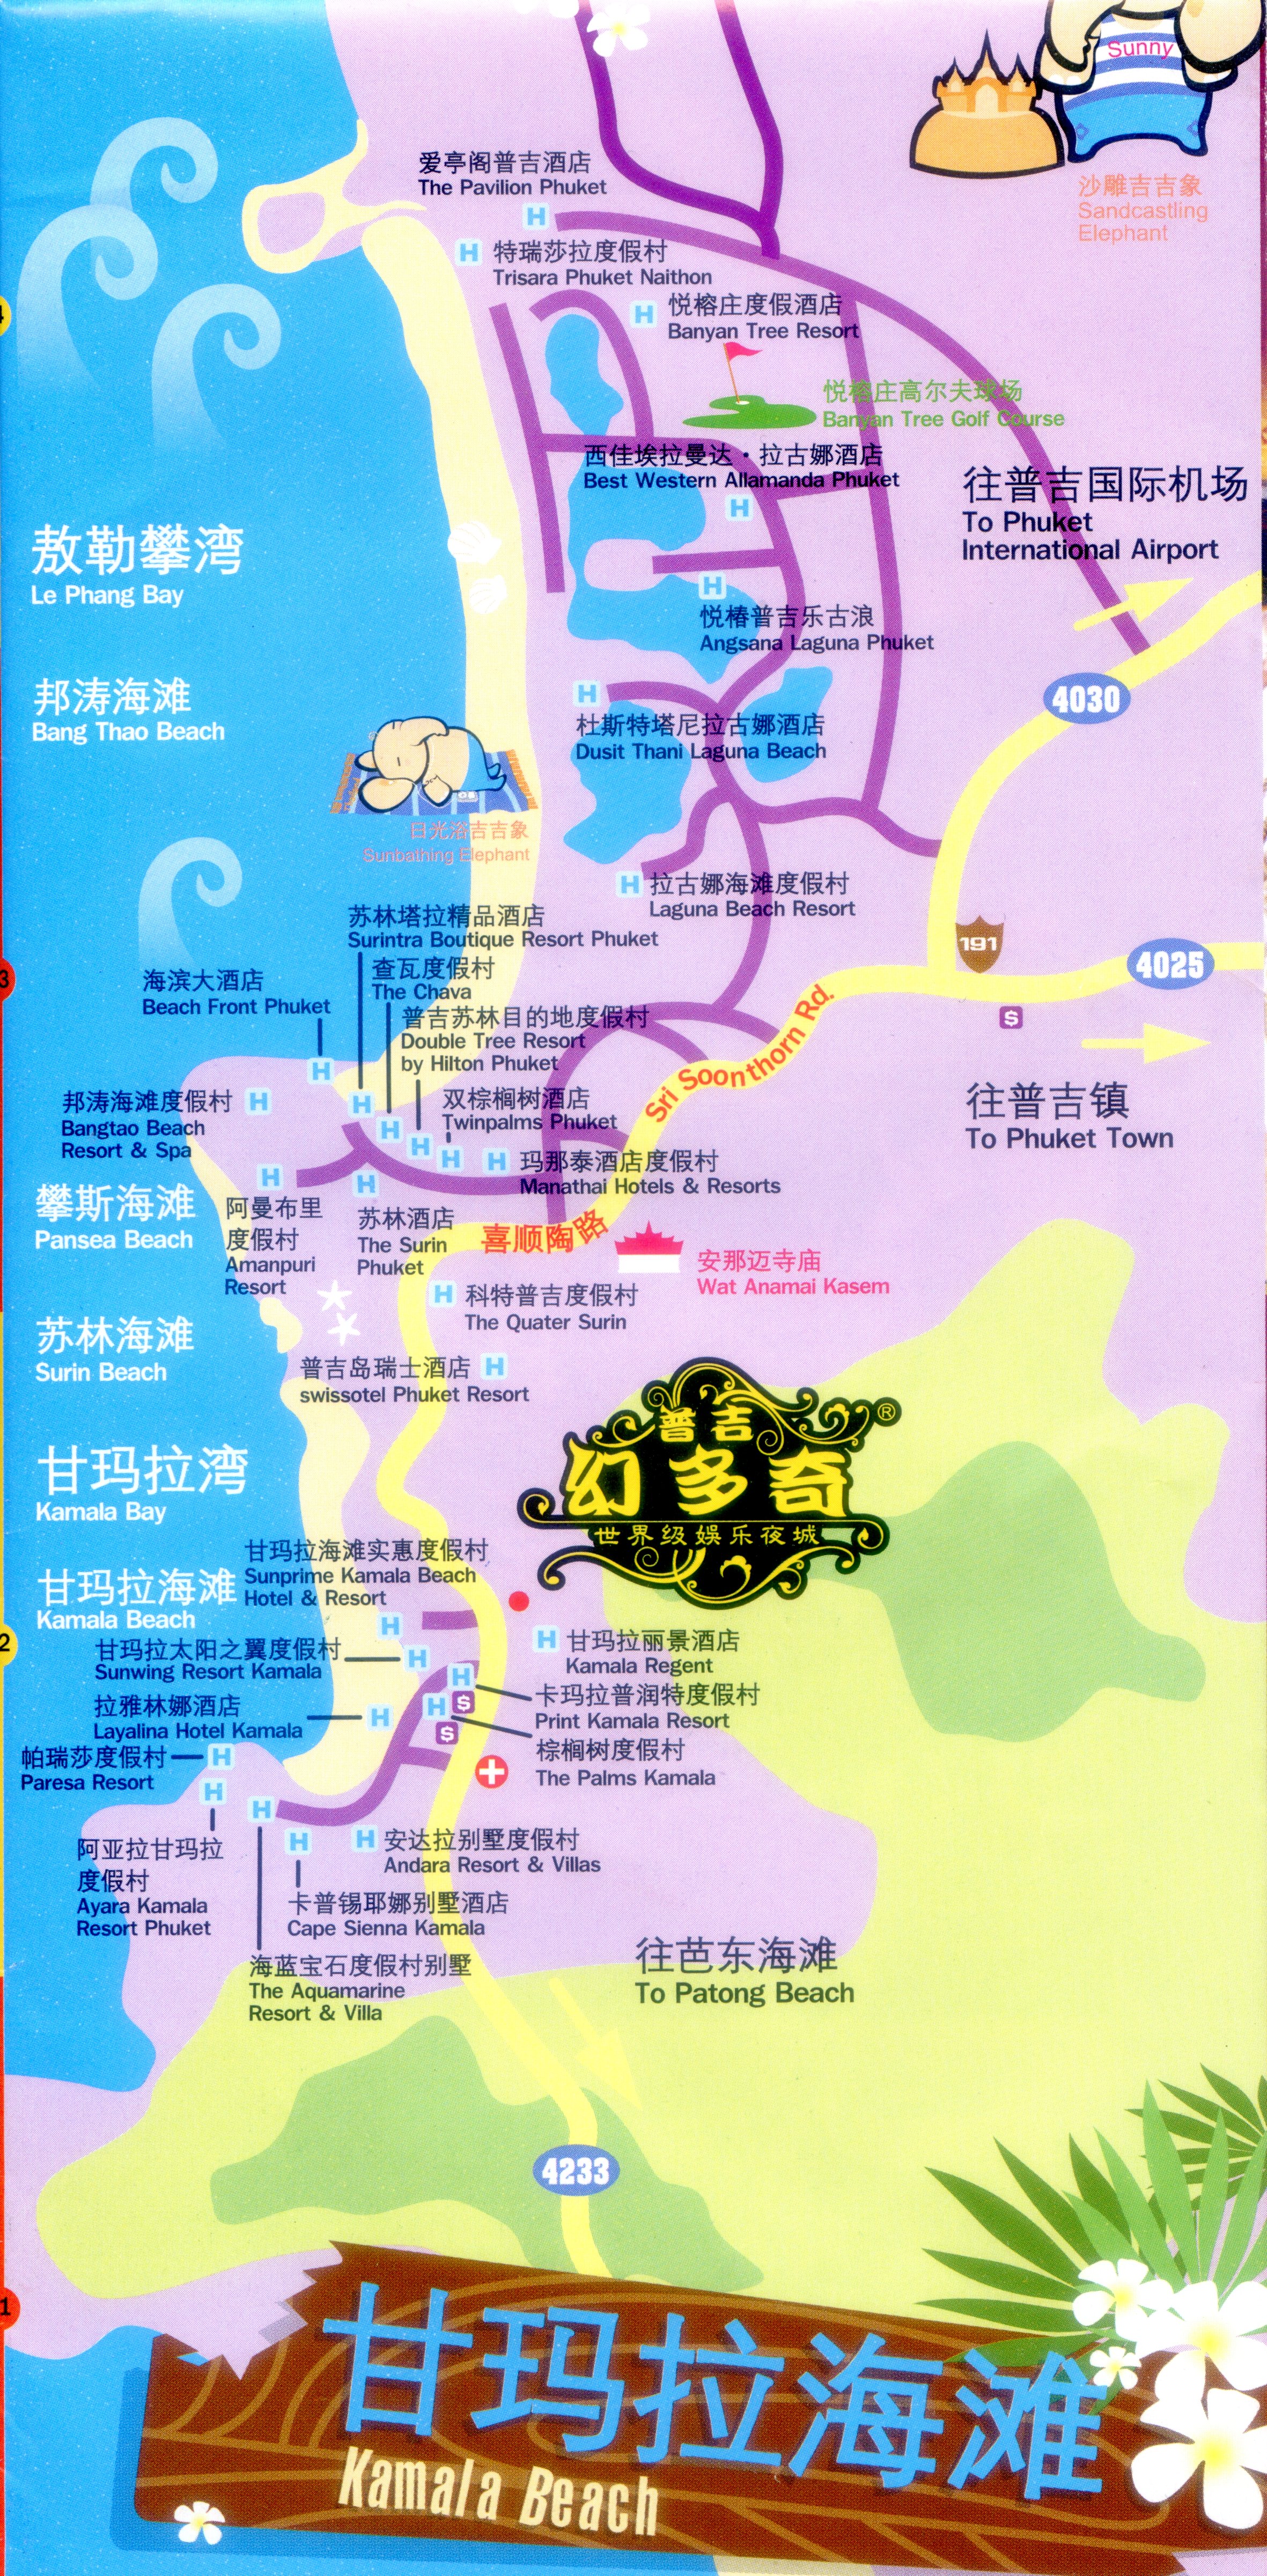 Sunny
沙雕吉吉象
Sandcastling
Elephant
爱亭阁普吉酒店
The Pavilion Phuket
H
H
特瑞莎拉度假村
Trisara Phuket Naithon
H
悦榕庄度假酒店
Banyan Tree Resort
4
悦榕庄高尔夫球场
Banyan Tree Golf Course
西佳埃拉曼达·拉古娜酒店
Best Western Allamanda Phuket
H
往普吉国际机场
To Phuket
International Airport
敖勒攀湾
Le Phang Bay
H
悦椿普吉乐古浪
Angsana Laguna Phuket
邦涛海滩
Bang Thao Beach
4030
H
杜斯特塔尼拉古娜酒店
Dusit Thani Laguna Beach
日光浴吉吉象
Sunbathing Elephant
H
拉古娜海滩度假村
Laguna Beach Resort
苏林塔拉精品酒店
Surintra Boutique Resort Phuket
191
4025
3
海滨大酒店
Beach Front Phuket
查瓦度假村
The Chava
普吉苏林目的地度假村
Double Tree Resort
by Hilton Phuket
$
Sri Soonthorn Rd.
H
邦涛海滩度假村
Bangtao Beach
Resort & Spa
H
H
双棕榈树酒店
Twinpalms Phuket
往普吉镇
To Phuket Town
H
H
H
H
玛那泰酒店度假村
Manathai Hotels & Resorts
攀斯海滩
Pansea Beach
H
阿曼布里
度假村
Amanpuri
Resort
H
苏林酒店
The Surin
Phuket
喜顺陶路
安那迈寺庙
Wat Anamai Kasem
H
科特普吉度假村
The Quater Surin
苏林海滩
Surin Beach
普吉岛瑞士酒店
H
swissotel Phuket Resort
普吉
®
幻多奇
世界级娱乐夜城
甘玛拉湾
Kamala Bay
甘玛拉海滩实惠度假村
Sunprime Kamala Beach
Hotel & Resort
甘玛拉海滩
Kamala Beach
2
H
甘玛拉太阳之翼度假村
Sunwing Resort Kamala
H
H
甘玛拉丽景酒店
Kamala Regent
H
卡玛拉普润特度假村
Print Kamala Resort
拉雅林娜酒店
Layalina Hotel Kamala
H
H
$
$
棕榈树度假村
The Palms Kamala
帕瑞莎度假村
Paresa Resort
H
H
阿亚拉甘玛拉
度假村
Ayara Kamala
Resort Phuket
H
H
H
安达拉别墅度假村
Andara Resort & Villas
卡普锡耶娜别墅酒店
Cape Sienna Kamala
海蓝宝石度假村别墅
The Aquamarine
Resort & Villa
往芭东海滩
To Patong Beach
4233
1
甘玛拉海滩
Kamala Beach